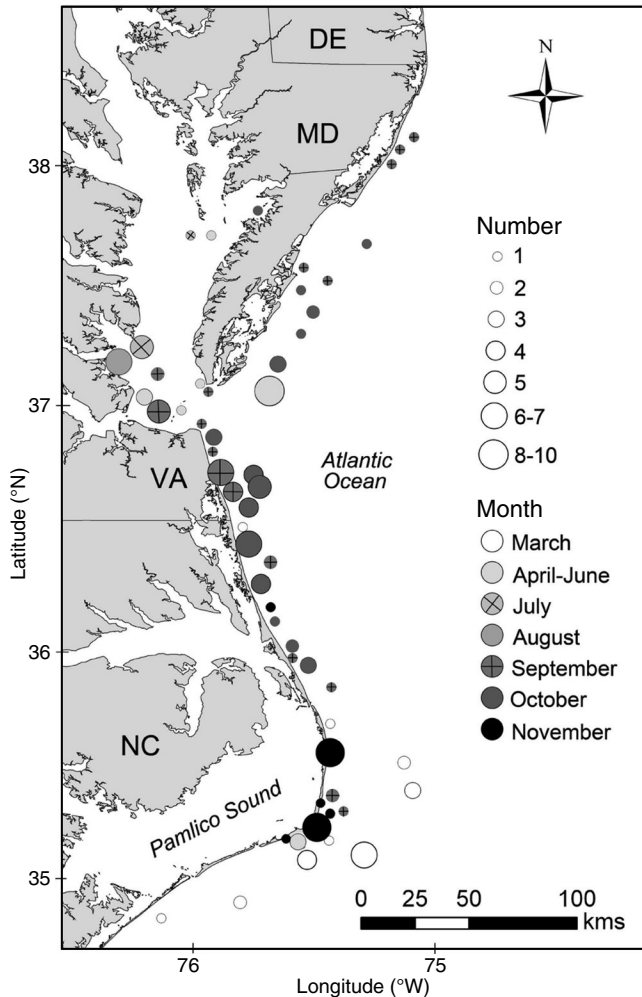 DE
N
MD
38
Number
1
2
3
4
5
6-7
8-10
37
VA
Atlantic
Ocean
Latitude (°N)
Month
March
April-June
July
August
September
October
November
36
NC
Pamlico Sound
35
0 25 50 100
kms
76 75
Longitude (°W)